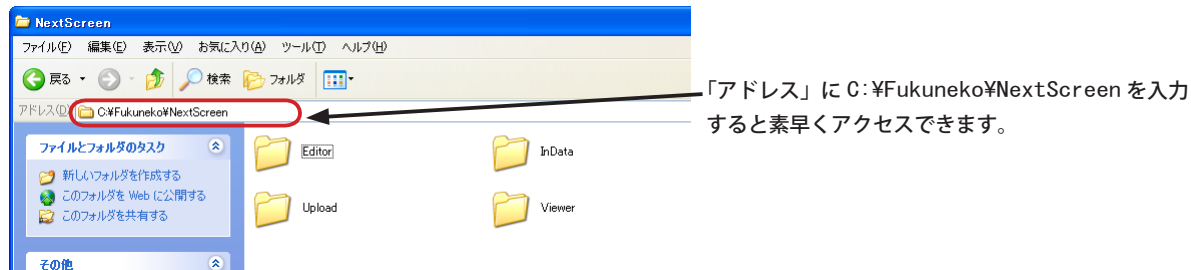 NextScreen
ファイル(F) 編集(E) 表示(V) お気に入り(A) ツール(T) ヘルプ(H)
戻る 検索 フォルダ
アドレス(D) C:¥Fukuneko¥NextScreen
「アドレス」に C:¥Fukuneko¥NextScreen を入力
すると素早くアクセスできます。
ファイルとフォルダのタスク
新しいフォルダを作成する
このフォルダを Web に公開する
このフォルダを共有する
その他
Editor InData
Upload Viewer